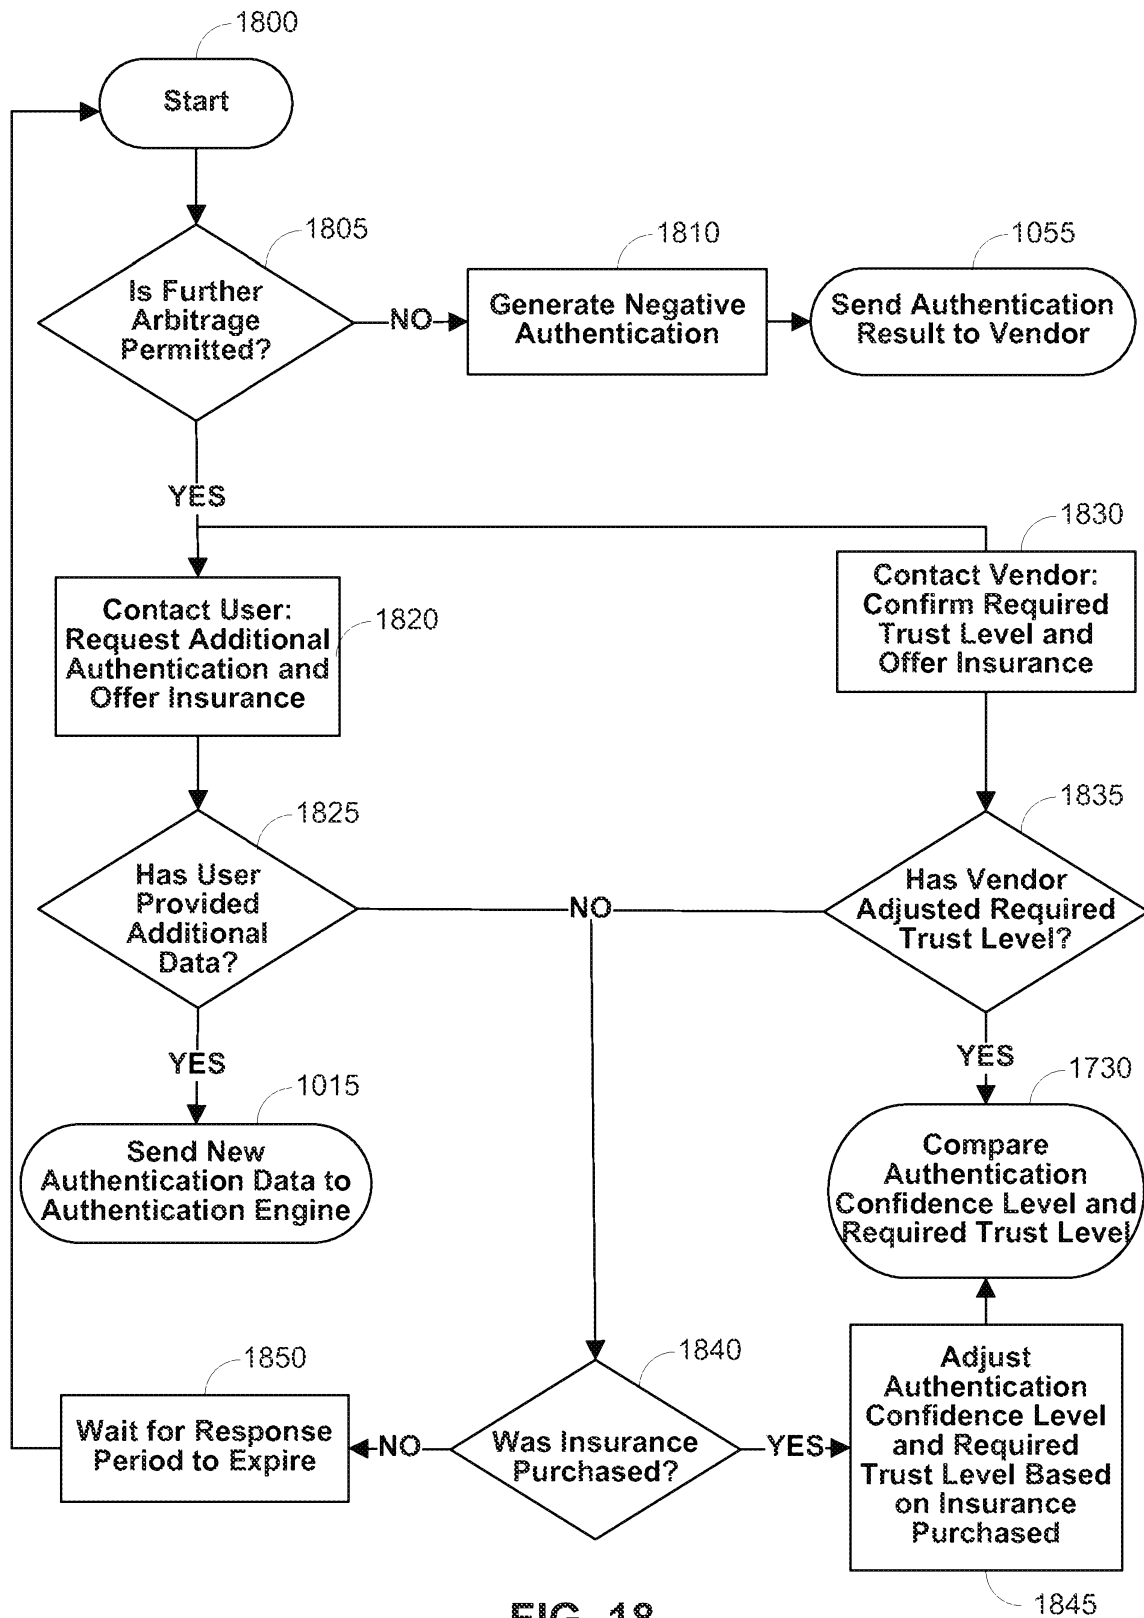 1800
Start
1805
Is Further
Arbitrage
Permitted?
NO
1810
Generate Negative
Authentication
1055
Send Authentication
Result to Vendor
YES
1820
Contact User:
Request Additional
Authentication and
Offer Insurance
1830
Contact Vendor:
Confirm Required
Trust Level and
Offer Insurance
1825
Has User
Provided
Additional
Data?
NO
1835
Has Vendor
Adjusted Required
Trust Level?
YES
1015
Send New
Authentication Data to
Authentication Engine
YES
1730
Compare
Authentication
Confidence Level and
Required Trust Level
1850
Wait for Response
Period to Expire
NO
1840
Was Insurance
Purchased?
YES
Adjust
Authentication
Confidence Level
and Required
Trust Level Based
on Insurance
Purchased
1845
FIG. 18